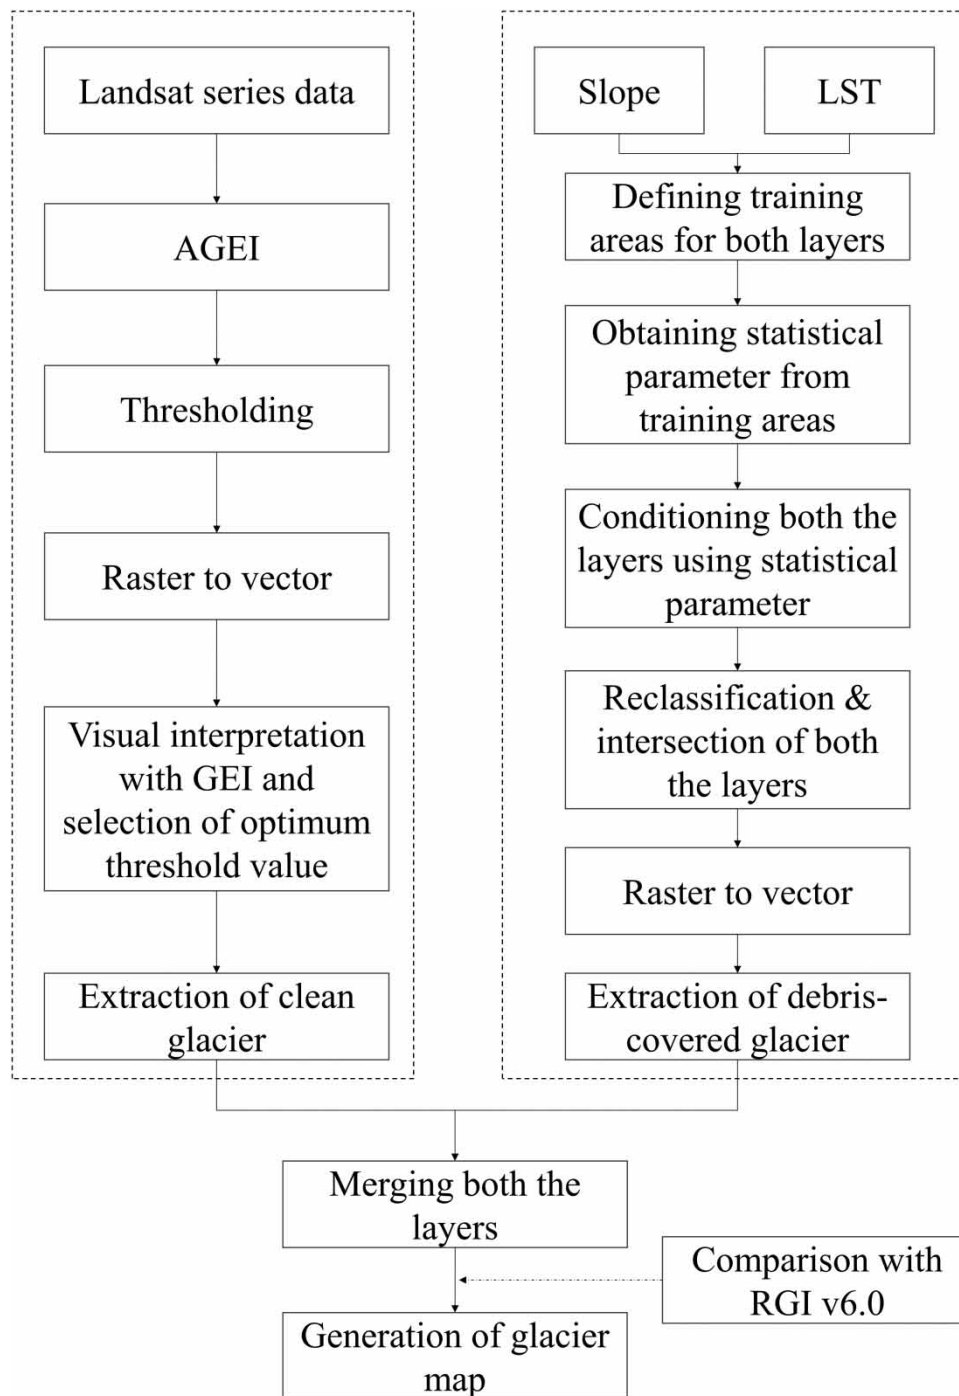 Landsat series data
AGEI
Thresholding
Raster to vector
Visual interpretation
with GEI and
selection of optimum
threshold value
Extraction of clean
glacier
Slope
LST
Defining training
areas for both layers
Obtaining statistical
parameter from
training areas
Conditioning both the
layers using statistical
parameter
Reclassification &
intersection of both
the layers
Raster to vector
Extraction of debris-
covered glacier
Merging both the
layers
Comparison with
RGI v6.0
Generation of glacier
map